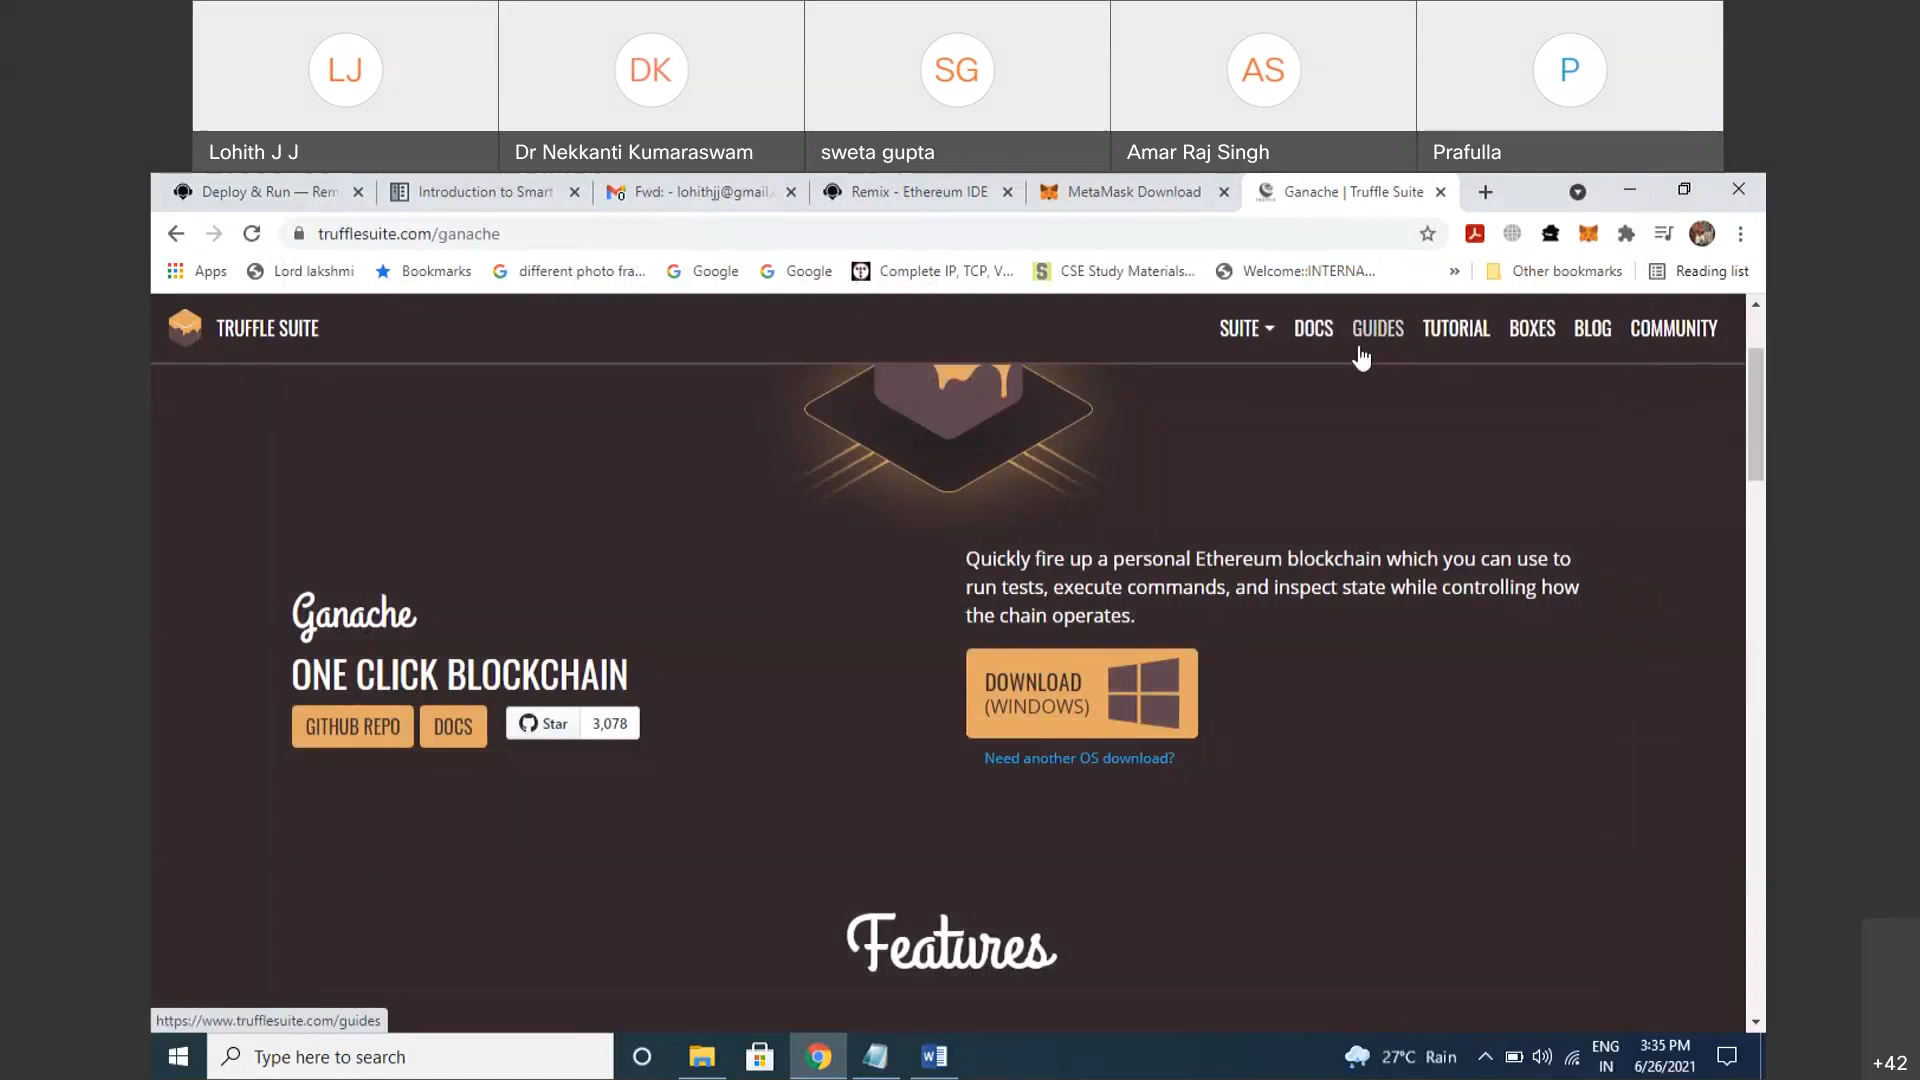 LJ
DK
SG
AS
P
Lohith J J
Dr Nekkanti Kumaraswam
sweta gupta
Amar Raj Singh
Prafulla
Deploy & Run — Rem
Introduction to Smart
Fwd: - lohithjj@gmail.
Remix - Ethereum IDE
MetaMask Download
Ganache | Truffle Suite
trufflesuite.com/ganache
Apps
Lord lakshmi
Bookmarks
different photo fra...
Google
Google
Complete IP, TCP, V...
CSE Study Materials...
Welcome::INTERNA...
Other bookmarks
Reading list
TRUFFLE SUITE
SUITE
DOCS
GUIDES
TUTORIAL
BOXES
BLOG
COMMUNITY
Quickly fire up a personal Ethereum blockchain which you can use to
run tests, execute commands, and inspect state while controlling how
the chain operates.
Ganache
ONE CLICK BLOCKCHAIN
GITHUB REPO
DOCS
Star
3,078
DOWNLOAD
(WINDOWS)
Need another OS download?
Features
https://www.trufflesuite.com/guides
Type here to search
27°C Rain
ENG
IN
3:35 PM
6/26/2021
+42